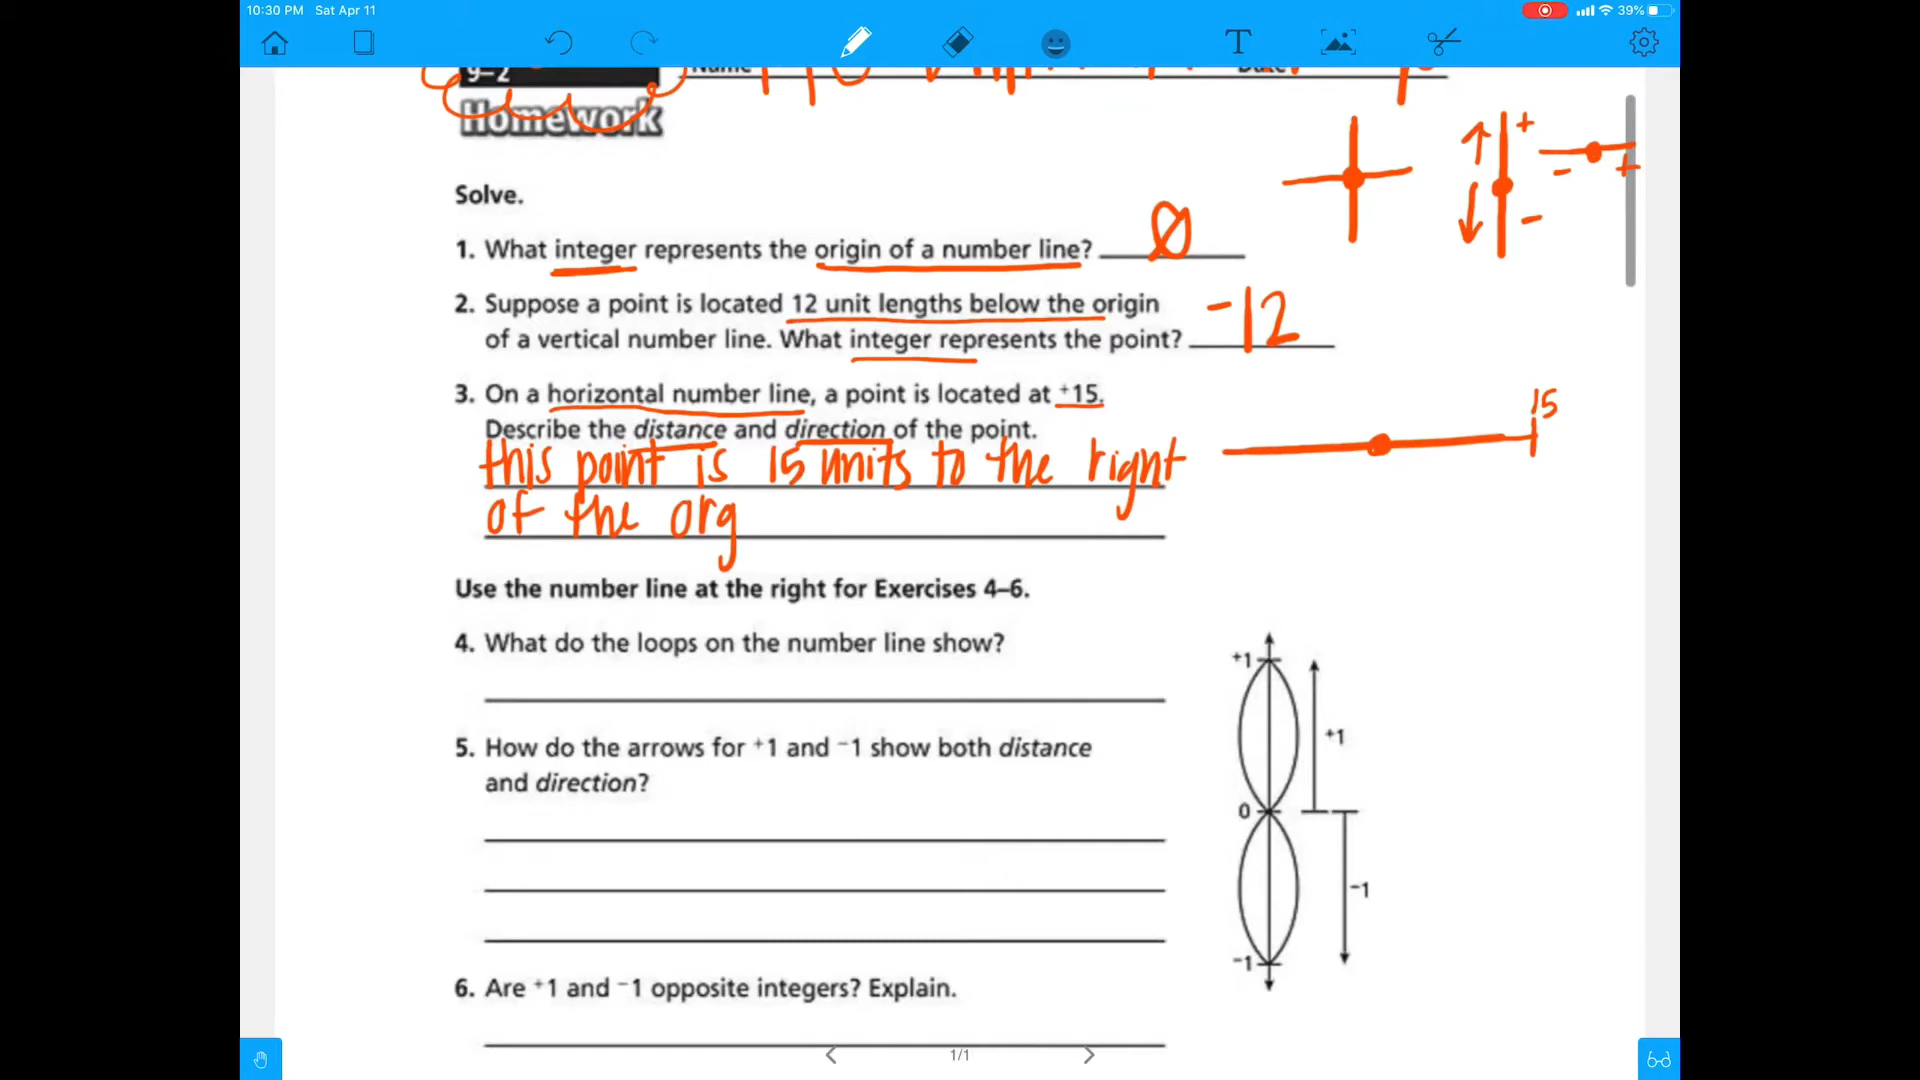 10:30 PM Sat Apr 11
39%
T
9–2
Name
Date
Homework
+
-
- +
Solve.
1. What integer represents the origin of a number line? 0
2. Suppose a point is located 12 unit lengths below the origin
of a vertical number line. What integer represents the point? -12
3. On a horizontal number line, a point is located at ⁺15.
Describe the distance and direction of the point.
15
this point is 15 units to the right
of the org
Use the number line at the right for Exercises 4–6.
4. What do the loops on the number line show?
⁺1
5. How do the arrows for ⁺1 and ⁻1 show both distance
and direction?
⁺1
0
⁻1
⁻1
6. Are ⁺1 and ⁻1 opposite integers? Explain.
1/1